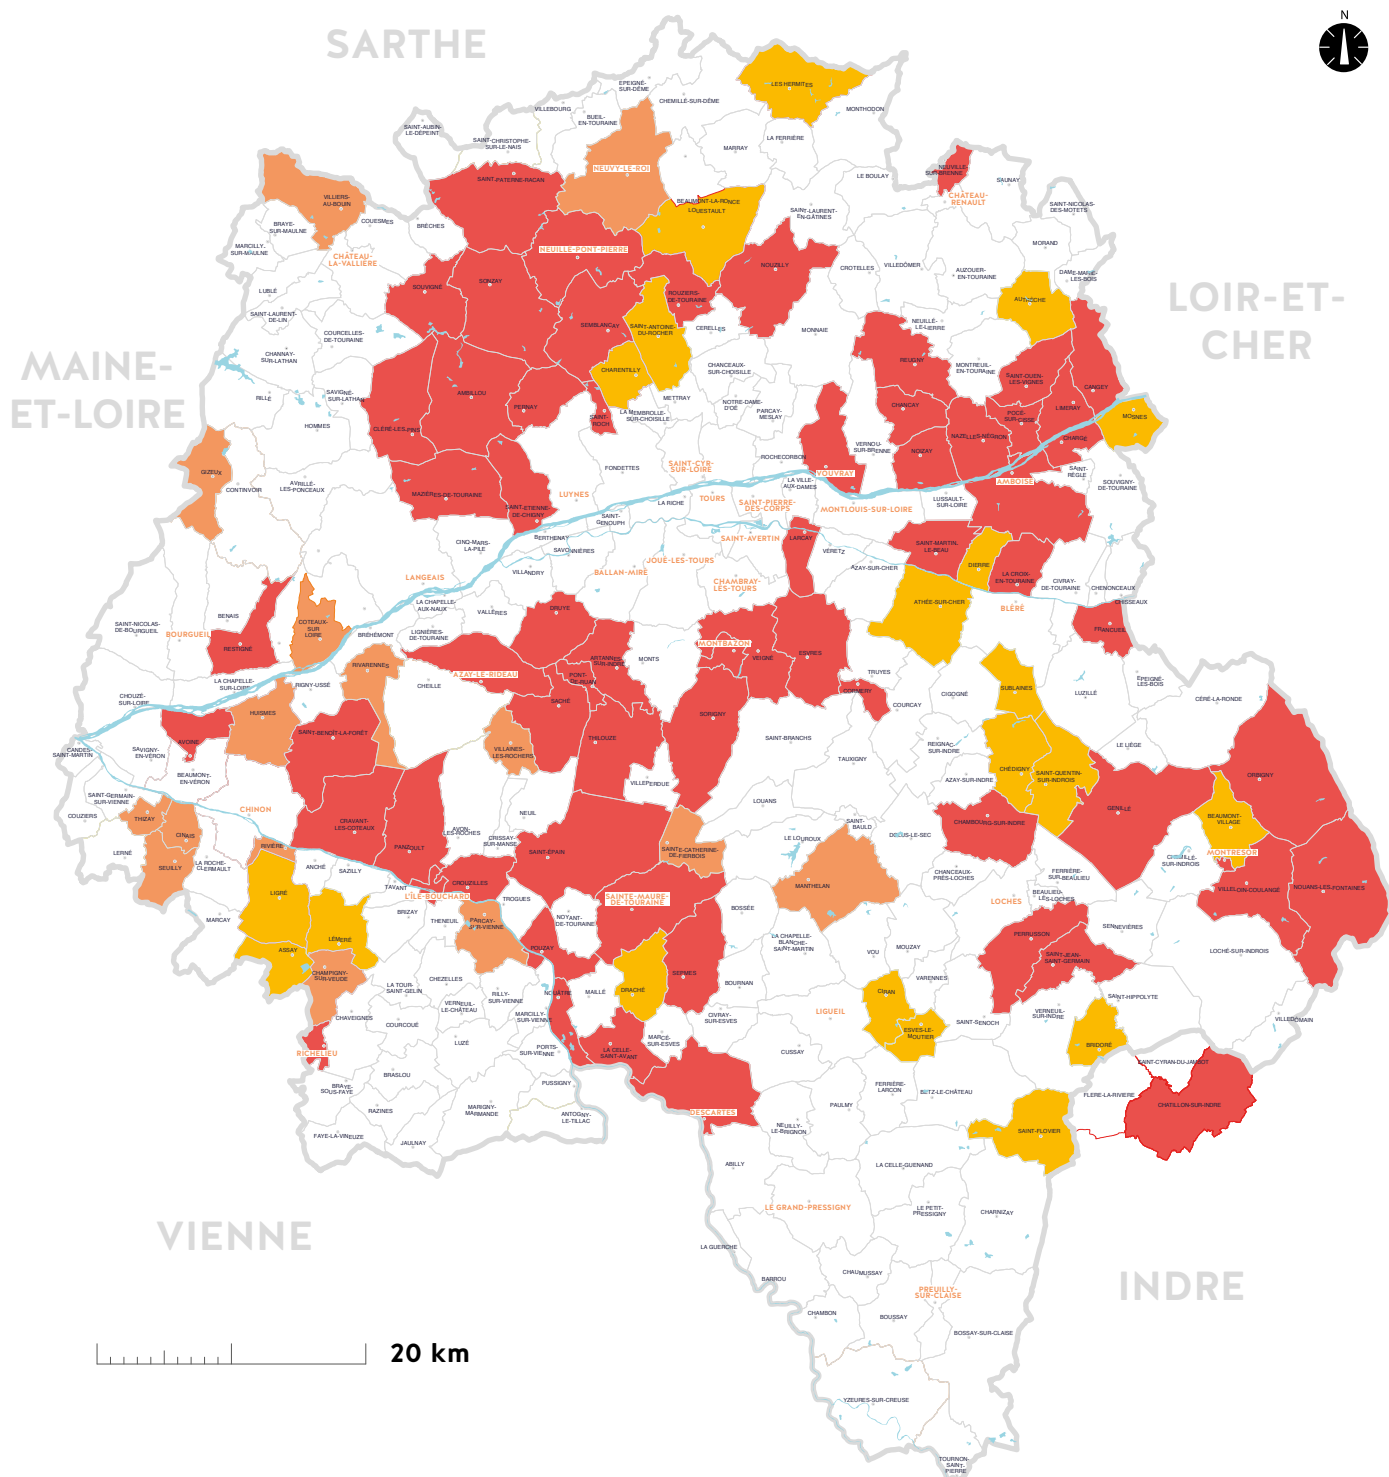 N
SARTHE
LOIR-ET-
CHER
MAINE-
ET-LOIRE
VIENNE
INDRE
20 km
LES HERMITES
EPEIGNÉ-
SUR-DÊME
CHEMILLÉ-SUR-DÊME
VILLEBOURG
BUEIL-
EN-TOURAINE
MONTHODON
SAINT-AUBIN-
LE-DÉPEINT
SAINT-CHRISTOPHE-
SUR-LE-NAIS
LA FERRIÈRE
MARRAY
NEUVY-LE-ROI
LE BOULAY
NEUVILLE-
SUR-BRENNE
SAUNAY
CHÂTEAU-
RENAULT
SAINT-PATERNE-RACAN
VILLIERS-
AU-BOUIN
COUESMES
BRAYE-
SUR-MAULNE
MARCILLY-
SUR-MAULNE
BRÈCHES
BEAUMONT-LA-RONCE
LOUESTAULT
SAINT-LAURENT-
EN-GÂTINES
SAINT-NICOLAS-
DES-MOTETS
MORAND
CHÂTEAU-
LA-VALLIÈRE
NEUILLE-PONT-PIERRE
NOUZILLY
CROTELLES
VILLEDÔMER
AUZOUER-
EN-TOURAINE
DAME-MARIE-
LES-BOIS
LUBLÉ
SOUVIGNÉ
SONZAY
ROUZIERS-
DE-TOURAINE
AUTRÈCHE
SAINT-LAURENT-
DE-LIN
COURCELLES-
DE-TOURAINE
SEMBLANÇAY
SAINT-ANTOINE-
DU-ROCHER
CERELLES
MONNAIE
NEUILLÉ-
LE-LIERRE
CHANNAY-
SUR-LATHAN
CHARENTILLY
CHANCEAUX-
SUR-CHOISILLE
REUGNY
MONTREUIL-
EN-TOURAINE
SAINT-OUEN-
LES-VIGNES
CANGEY
RILLÉ
SAVIGNÉ-
SUR-LATHAN
AMBILLOU
PERNAY
METTRAY
NOTRE-DAME-
D'OÉ
PARCAY-
MESLAY
CHANCAY
LIMERAY
MOSNES
HOMMES
CLÉRÉ-LES-PINS
SAINT-
ROCH
LA MEMBROLLE-
SUR-CHOISILLE
POCÉ-
SUR-CISSE
NAZELLES-NÉGRON
CHARGÉ
VERNOU-
SUR-BRENNE
NOIZAY
ROCHECORBON
GIZEUX
FONDETTES
SAINT-CYR-
SUR-LOIRE
VOUVRAY
AMBOISE
SAINT-
RÈGLE
SOUVIGNY-
DE-TOURAINE
CONTINVOIR
AVRILLÉ-
LES-PONCEAUX
MAZIÈRES-DE-TOURAINE
SAINT-ETIENNE-
DE-CHIGNY
LUYNES
LA RICHE
TOURS
SAINT-PIERRE-
DES-CORPS
LA VILLE-
AUX-DAMES
MONTLOUIS-SUR-LOIRE
LUSSAULT-
SUR-LOIRE
SAINT-
GENOUPH
CINQ-MARS-
LA-PILE
BERTHENAY
SAVONNIÈRES
SAINT-AVERTIN
LARCAY
VÉRETZ
SAINT-MARTIN-
LE-BEAU
JOUÉ-LES-TOURS
AZAY-SUR-CHER
DIERRE
LA CROIX-
EN-TOURAINE
LANGEAIS
VILLANDRY
BALLAN-MIRÉ
CHAMBRAY-
LÈS-TOURS
CIVRAY-
DE-TOURAINE
CHENONCEAUX
CHISSEAUX
ATHÉE-SUR-CHER
BLÉRÉ
LA CHAPELLE-
AUX-NAUX
VALLÈRES
DRUYE
FRANCUEIL
BENAIS
COTEAUX-
SUR
LOIRE
SAINT-NICOLAS-
DE-BOURGUEIL
BOURGUEIL
RESTIGNÉ
BRÉHÉMONT
LIGNIÈRES-
DE-TOURAINE
MONTBAZON
VEIGNÉ
ESVRES
ARTANNES-
SUR-INDRE
MONTS
RIVARENNES
AZAY-LE-RIDEAU
PONT-
DE-RUAN
TRUYES
LA CHAPELLE-
SUR-LOIRE
RIGNY-USSÉ
CHEILLE
CORMERY
CIGOGNÉ
SUBLAINES
LUZILLÉ
EPEIGNÉ-
LES-BOIS
CÉRÉ-LA-RONDE
CHOUZÉ-
SUR-LOIRE
SACHÉ
COURCAY
HUISMES
SORIGNY
SAINT-BENOÎT-LA-FORÊT
AVOINE
THILOUZE
SAINT-BRANCHS
REIGNAC-
SUR-INDRE
LE LIÈGE
CANDES-
SAINT-MARTIN
SAVIGNY-
EN-VÉRON
VILLAINES-
LES-ROCHERS
TAUXIGNY
CHÉDIGNY
SAINT-QUENTIN-
SUR-INDROIS
ORBIGNY
BEAUMONT-
EN-VÉRON
VILLEPERDUE
AZAY-SUR-INDRE
SAINT-GERMAIN-
SUR-VIENNE
LOUANS
GENILLÉ
COUZIERS
THIZAY
CHINON
NEUIL
CHAMBOURG-SUR-INDRE
BEAUMONT-
VILLAGE
CINAIS
CRAVANT-
LES-COTEAUX
AVON-
LES-ROCHES
CRISSAY-
SUR-MANSE
SAINT-
BAULD
DOLUS-LE-SEC
LE LOUROUX
LERNÉ
RIVIÈRE
PANZOULT
SAINT-ÉPAIN
SAINTE-CATHERINE-
DE-FIERBOIS
MONTRÉSOR
SEUILLY
LA ROCHE-
CLERMAULT
ANCHÉ
SAZILLY
CHANCEAUX-
PRÈS-LOCHES
FERRIÈRE-
SUR-BEAULIEU
LIGRÉ
TAVANT
CROUZILLES
MANTHELAN
BEAULIEU-
LES-LOCHES
VILLELOIN-COULANGÉ
NOUANS-LES-FONTAINES
L'ÎLE-BOUCHARD
TROGUES
SAINTE-MAURE-
DE-TOURAINE
LOCHES
MARCAY
BRIZAY
THENEUIL
PARCAY-
SUR-VIENNE
NOYANT-
DE-TOURAINE
BOSSÉE
SENNEVIÈRES
LÉMERÉ
PERRUSSON
ASSAY
POUZAY
LA CHAPELLE-
BLANCHE-
SAINT-MARTIN
VOU
MOUZAY
LOCHÉ-SUR-INDROIS
CHAMPIGNY-
SUR-VEUDE
CHEZELLES
SEPMES
SAINT-JEAN-
SAINT-GERMAIN
LA TOUR-
SAINT-GELIN
RILLY-
SUR-VIENNE
NOUÂTRE
MAILLÉ
DRACHÉ
BOURNAN
CIRAN
VARENNES
SAINT-HIPPOLYTE
VERNEUIL-
LE-CHÂTEAU
CHAVEIGNES
COURCOUÉ
MARCILLY-
SUR-VIENNE
CIVRAY-
SUR-ESVES
LIGUEIL
ESVES-LE-
MOUTIER
SAINT-SENOCH
VERNEUIL-
SUR-INDRE
VILLEDÔMAIN
LUZÉ
MARCÉ-
SUR-ESVES
BRIDORÉ
RICHELIEU
PORTS-
SUR-VIENNE
LA CELLE-
SAINT-AVANT
CUSSAY
SAINT-CYRAN-DU-JAMBOT
BRASLOU
BRAYE-
SOUS-FAYE
PUSSIGNY
FERRIÈRE-
LARCON
BETZ-LE-CHÂTEAU
FLERE-LA-RIVIERE
CHATILLON-SUR-INDRE
RAZINES
MARIGNY-
MARMANDE
ANTOGNY-
LE-TILLAC
DESCARTES
PAULMY
NEUILLY-
LE-BRIGNON
SAINT-FLOVIER
FAYE-LA-VINEUZE
JAULNAY
ABILLY
LA CELLE-GUENAND
LE GRAND-PRESSIGNY
LE PETIT-
PRESSIGNY
CHARNIZAY
LA GUERCHE
BARROU
CHAUMUSSAY
PREUILLY-
SUR-CLAISE
CHAMBON
BOUSSAY
BOSSAY-SUR-CLAISE
YZEURES-SUR-CREUSE
TOURNON-
SAINT-
PIERRE